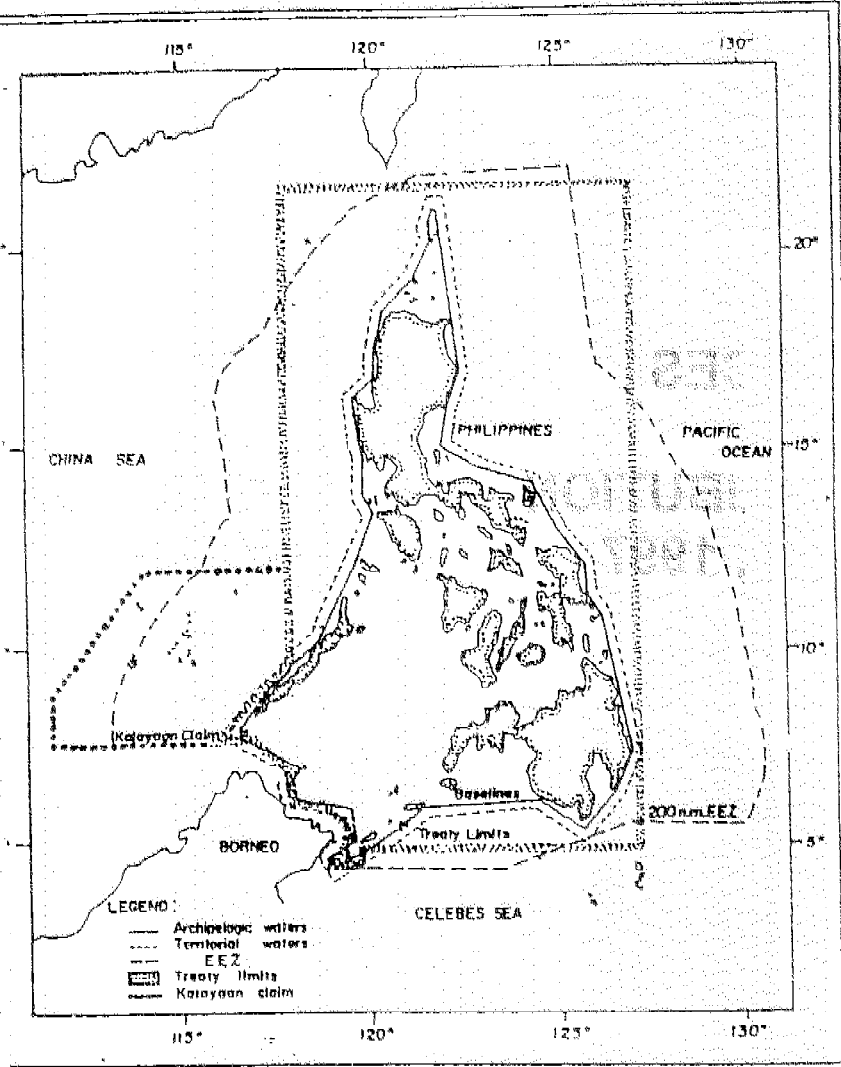 115° 120° 125° 130°
20°
PHILIPPINES
PACIFIC
OCEAN
15°
CHINA SEA
10°
(Kalayaan Claim)
Baselines
200 n.m. EEZ
Treaty Limits
5°
BORNEO
CELEBES SEA
LEGEND:
Archipelagic waters
Territorial waters
EEZ
Treaty limits
Kalayaan claim
115° 120° 125° 130°